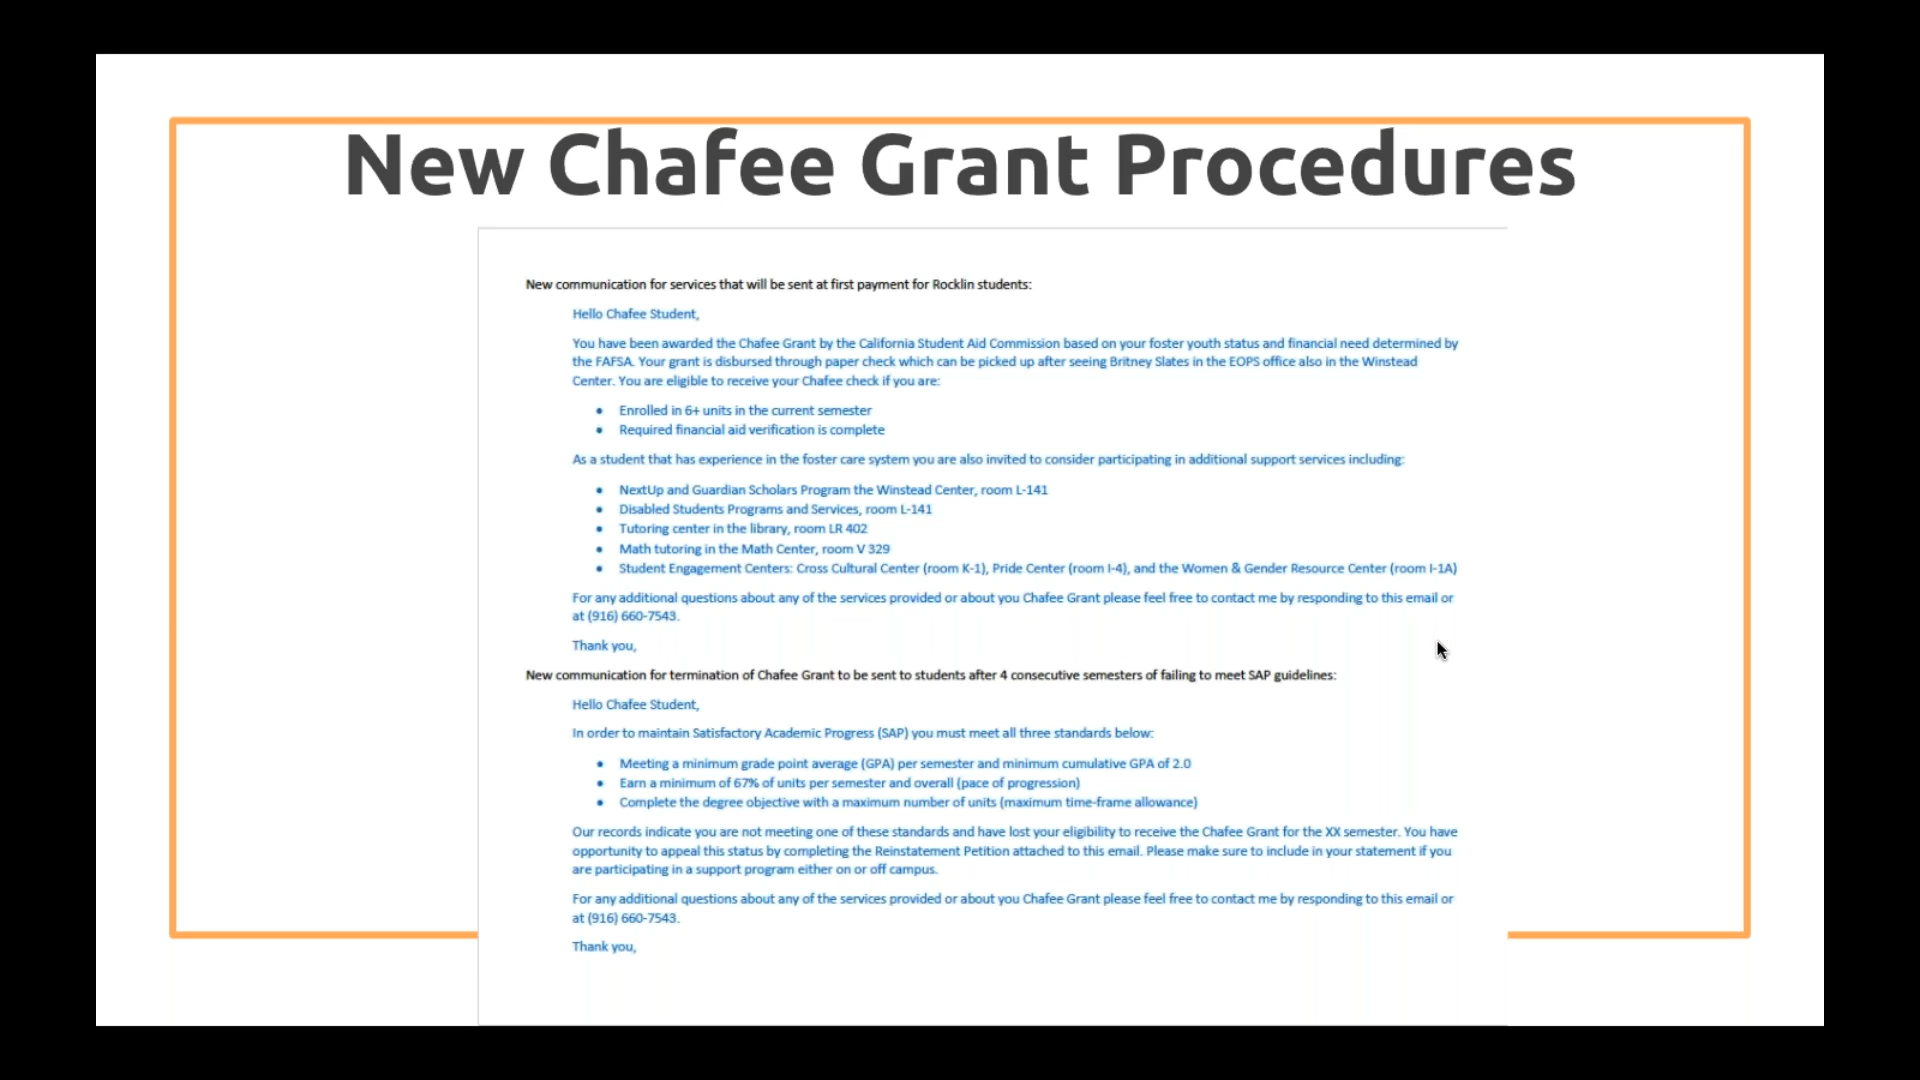 New Chafee Grant Procedures
New communication for services that will be sent at first payment for Rocklin students:
Hello Chafee Student,
You have been awarded the Chafee Grant by the California Student Aid Commission based on your foster youth status and financial need determined by
the FAFSA. Your grant is disbursed through paper check which can be picked up after seeing Britney Slates in the EOPS office also in the Winstead
Center. You are eligible to receive your Chafee check if you are:
• Enrolled in 6+ units in the current semester
• Required financial aid verification is complete
As a student that has experience in the foster care system you are also invited to consider participating in additional support services including:
• NextUp and Guardian Scholars Program the Winstead Center, room L-141
• Disabled Students Programs and Services, room L-141
• Tutoring center in the library, room LR 402
• Math tutoring in the Math Center, room V 329
• Student Engagement Centers: Cross Cultural Center (room K-1), Pride Center (room I-4), and the Women & Gender Resource Center (room I-1A)
For any additional questions about any of the services provided or about you Chafee Grant please feel free to contact me by responding to this email or
at (916) 660-7543.
Thank you,
New communication for termination of Chafee Grant to be sent to students after 4 consecutive semesters of failing to meet SAP guidelines:
Hello Chafee Student,
In order to maintain Satisfactory Academic Progress (SAP) you must meet all three standards below:
• Meeting a minimum grade point average (GPA) per semester and minimum cumulative GPA of 2.0
• Earn a minimum of 67% of units per semester and overall (pace of progression)
• Complete the degree objective with a maximum number of units (maximum time-frame allowance)
Our records indicate you are not meeting one of these standards and have lost your eligibility to receive the Chafee Grant for the XX semester. You have
opportunity to appeal this status by completing the Reinstatement Petition attached to this email. Please make sure to include in your statement if you
are participating in a support program either on or off campus.
For any additional questions about any of the services provided or about you Chafee Grant please feel free to contact me by responding to this email or
at (916) 660-7543.
Thank you,